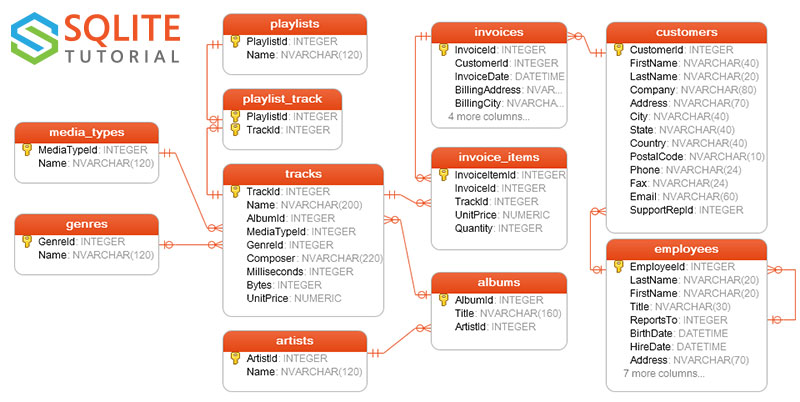 SQLITE
TUTORIAL
playlists
PlaylistId: INTEGER
Name: NVARCHAR(120)
playlist_track
PlaylistId: INTEGER
TrackId: INTEGER
media_types
MediaTypeId: INTEGER
Name: NVARCHAR(120)
genres
GenreId: INTEGER
Name: NVARCHAR(120)
tracks
TrackId: INTEGER
Name: NVARCHAR(200)
AlbumId: INTEGER
MediaTypeId: INTEGER
GenreId: INTEGER
Composer: NVARCHAR(220)
Milliseconds: INTEGER
Bytes: INTEGER
UnitPrice: NUMERIC
artists
ArtistId: INTEGER
Name: NVARCHAR(120)
invoices
InvoiceId: INTEGER
CustomerId: INTEGER
InvoiceDate: DATETIME
BillingAddress: NVAR...
BillingCity: NVARCHA...
4 more columns...
invoice_items
InvoiceItemId: INTEGER
InvoiceId: INTEGER
TrackId: INTEGER
UnitPrice: NUMERIC
Quantity: INTEGER
albums
AlbumId: INTEGER
Title: NVARCHAR(160)
ArtistId: INTEGER
customers
CustomerId: INTEGER
FirstName: NVARCHAR(40)
LastName: NVARCHAR(20)
Company: NVARCHAR(80)
Address: NVARCHAR(70)
City: NVARCHAR(40)
State: NVARCHAR(40)
Country: NVARCHAR(40)
PostalCode: NVARCHAR(10)
Phone: NVARCHAR(24)
Fax: NVARCHAR(24)
Email: NVARCHAR(60)
SupportRepId: INTEGER
employees
EmployeeId: INTEGER
LastName: NVARCHAR(20)
FirstName: NVARCHAR(20)
Title: NVARCHAR(30)
ReportsTo: INTEGER
BirthDate: DATETIME
HireDate: DATETIME
Address: NVARCHAR(70)
7 more columns...